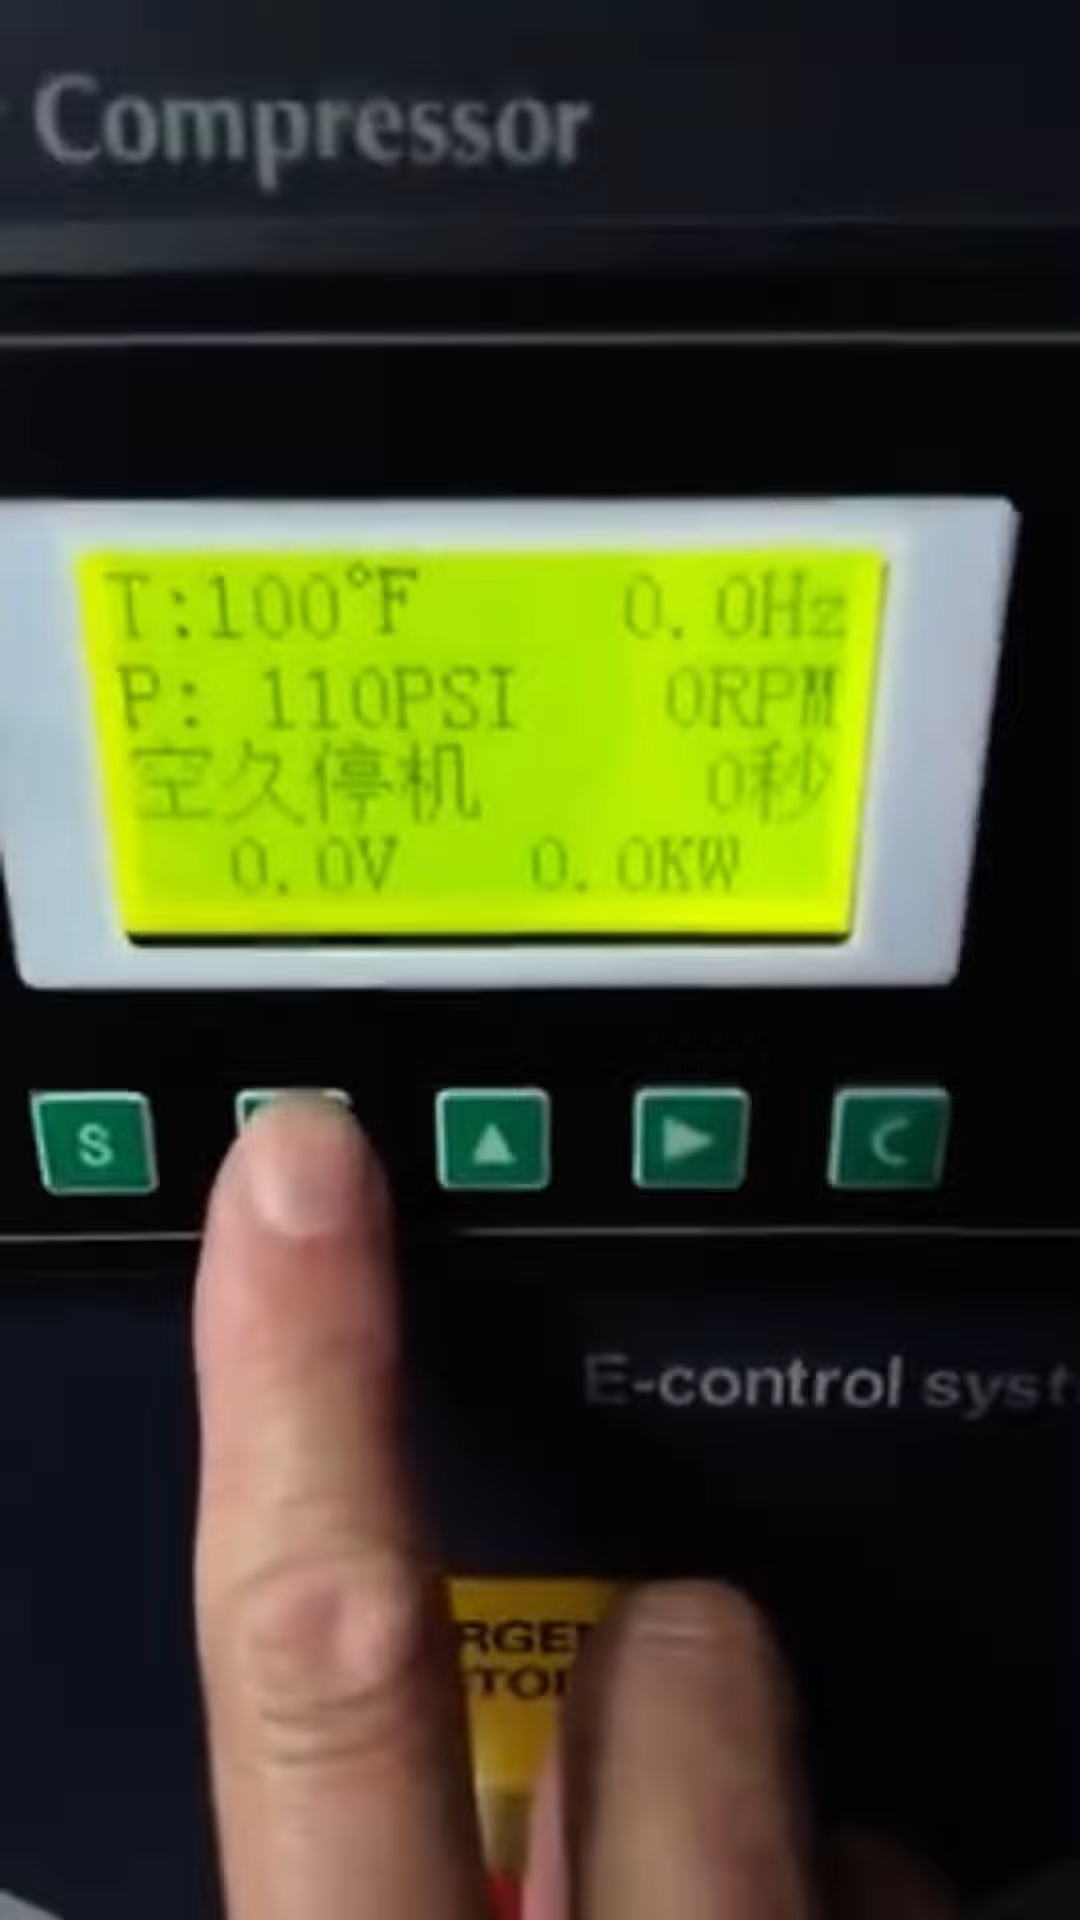 Compressor
T:100°F 0.0Hz
P: 110PSI 0RPM
空久停机 0秒
0.0V 0.0KW
S ▲ ▶ C
E-control syst
RGE
TO